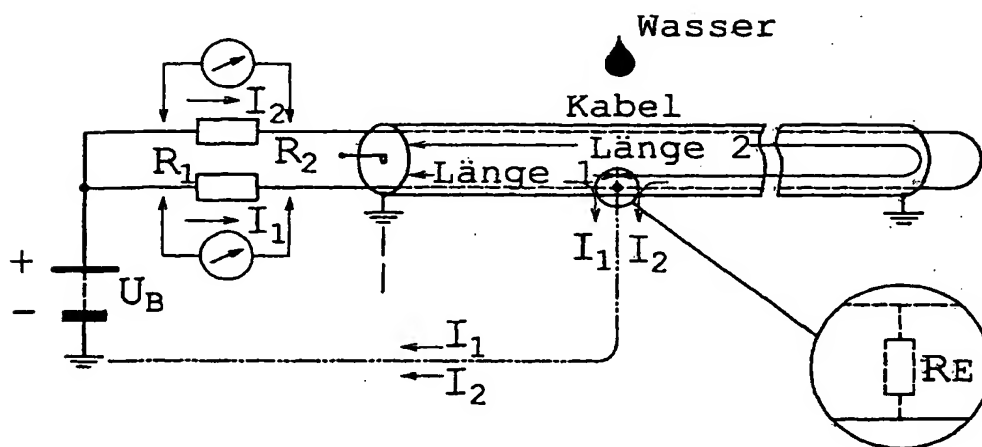 Wasser
I2
Kabel
R1 R2
Länge 2
Länge 1
I1
I1 I2
+
UB
-
I1
I2
RE